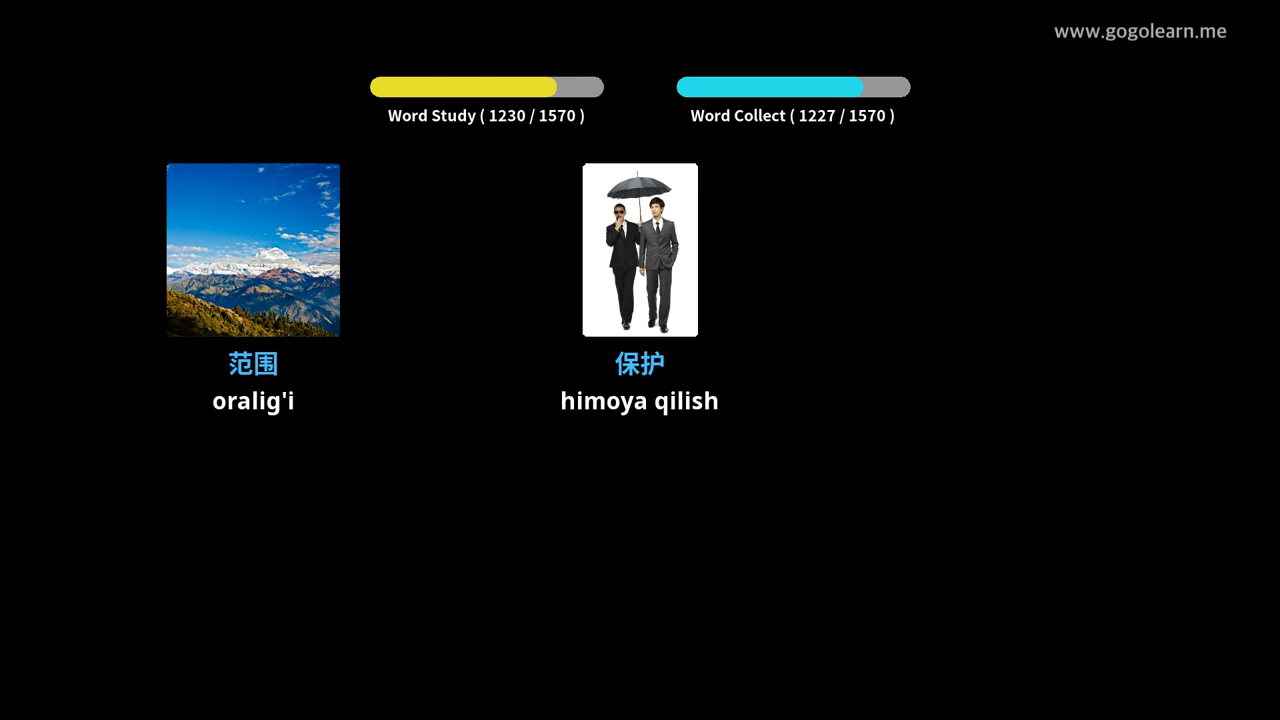 www.gogolearn.me
Word Study ( 1230 / 1570 )
Word Collect ( 1227 / 1570 )
范围
oralig'i
保护
himoya qilish